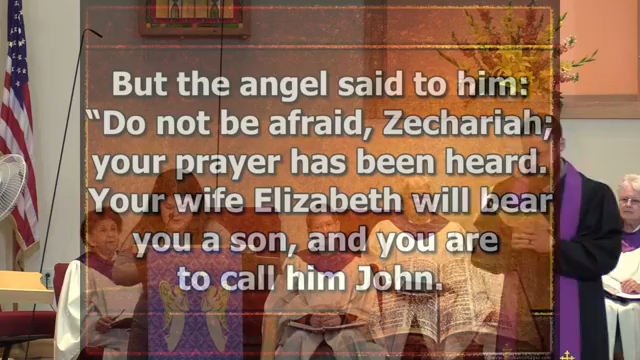 But the angel said to him:
“Do not be afraid, Zechariah;
your prayer has been heard.
Your wife Elizabeth will bear
you a son, and you are
to call him John.